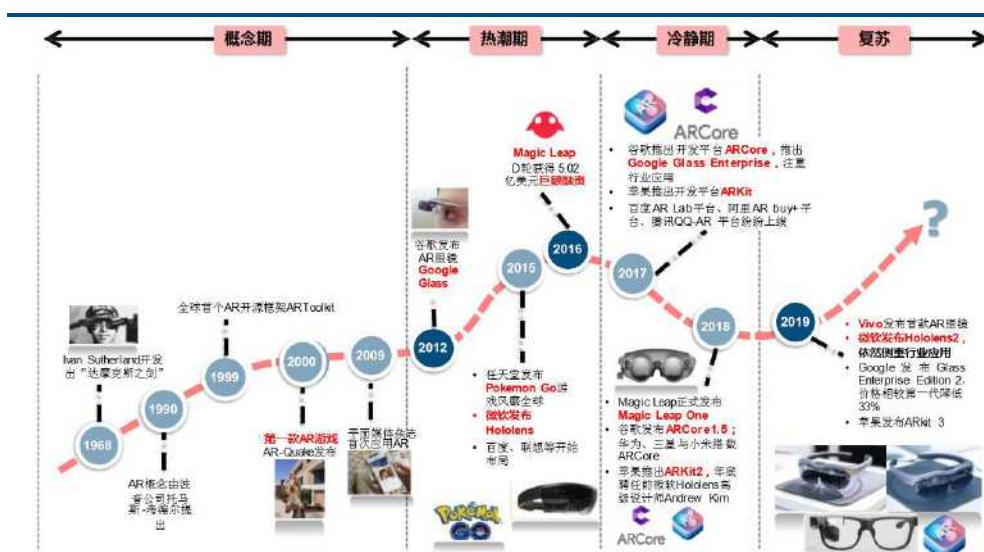 概念期
热潮期
冷静期
复苏
1968
Ivan Sutherland开发
出“达摩克斯之剑”
1990
AR概念由波
音公司托马
出
1999
全球首个AR开源框架ARToolkit
2000
第一款AR游戏
AR-Quake发布
2009
平面媒体杂志
首次应用AR
2012
谷歌发布
AR眼镜
Google
Glass
2015
任天堂发布
Pokemon Go游
戏风靡全球
微软发布
Hololens
百度、联想等开始
布局
POKÉMON
GO
2016
Magic Leap
D轮获得 5.02
亿美元巨额融资
2017
AR
ARCore
谷歌推出开发平台ARCore，推出
Google Glass Enterprise，注重
行业应用
苹果推出开发平台ARKit
百度AR Lab平台、阿里AR buy+平
台、腾讯QQ-AR 平台纷纷上线
2018
Magic Leap正式发布
Magic Leap One
谷歌发布ARCore1.5；
华为、三星与小米搭载
ARCore
苹果推出ARKit2，年底
聘任前微软Hololens高
级设计师Andrew Kim
ARCore
AR
2019
?
Vivo发布首款AR眼镜
微软发布Hololens2，
依然侧重行业应用
Google 发布 Glass
Enterprise Edition 2，
价格相较第一代降低
33%
苹果发布ARkit 3
AR